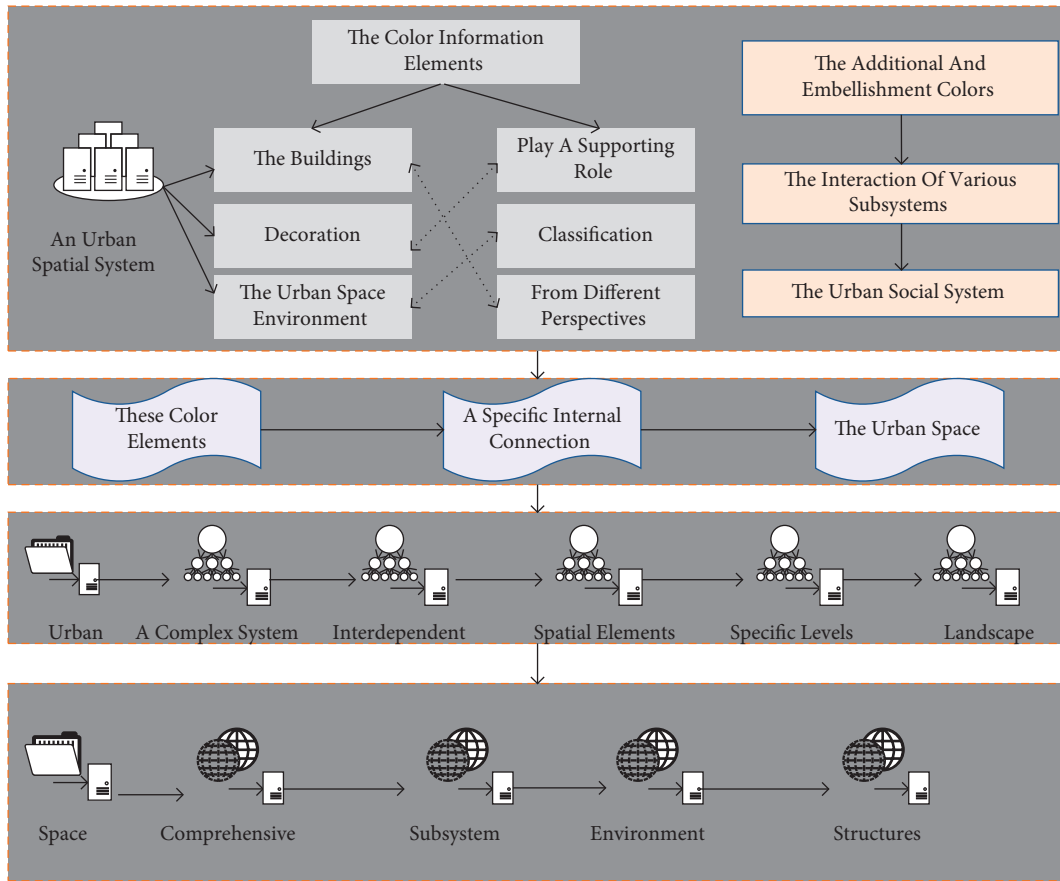 The Color Information
Elements
The Additional And
Embellishment Colors
The Buildings
Play A Supporting
Role
The Interaction Of Various
Subsystems
An Urban
Spatial System
Decoration
Classification
The Urban Space
Environment
From Different
Perspectives
The Urban Social System
These Color
Elements
A Specific Internal
Connection
The Urban Space
Urban
A Complex System
Interdependent
Spatial Elements
Specific Levels
Landscape
Space
Comprehensive
Subsystem
Environment
Structures